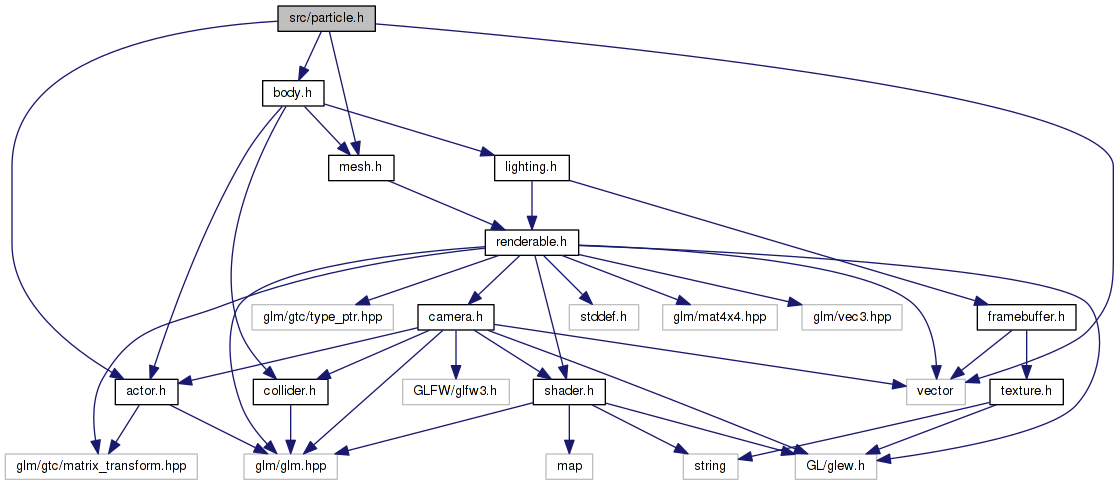 src/particle.h
body.h
mesh.h
lighting.h
renderable.h
glm/gtc/type_ptr.hpp
camera.h
stddef.h
glm/mat4x4.hpp
glm/vec3.hpp
framebuffer.h
actor.h
collider.h
GLFW/glfw3.h
shader.h
vector
texture.h
glm/gtc/matrix_transform.hpp
glm/glm.hpp
map
string
GL/glew.h